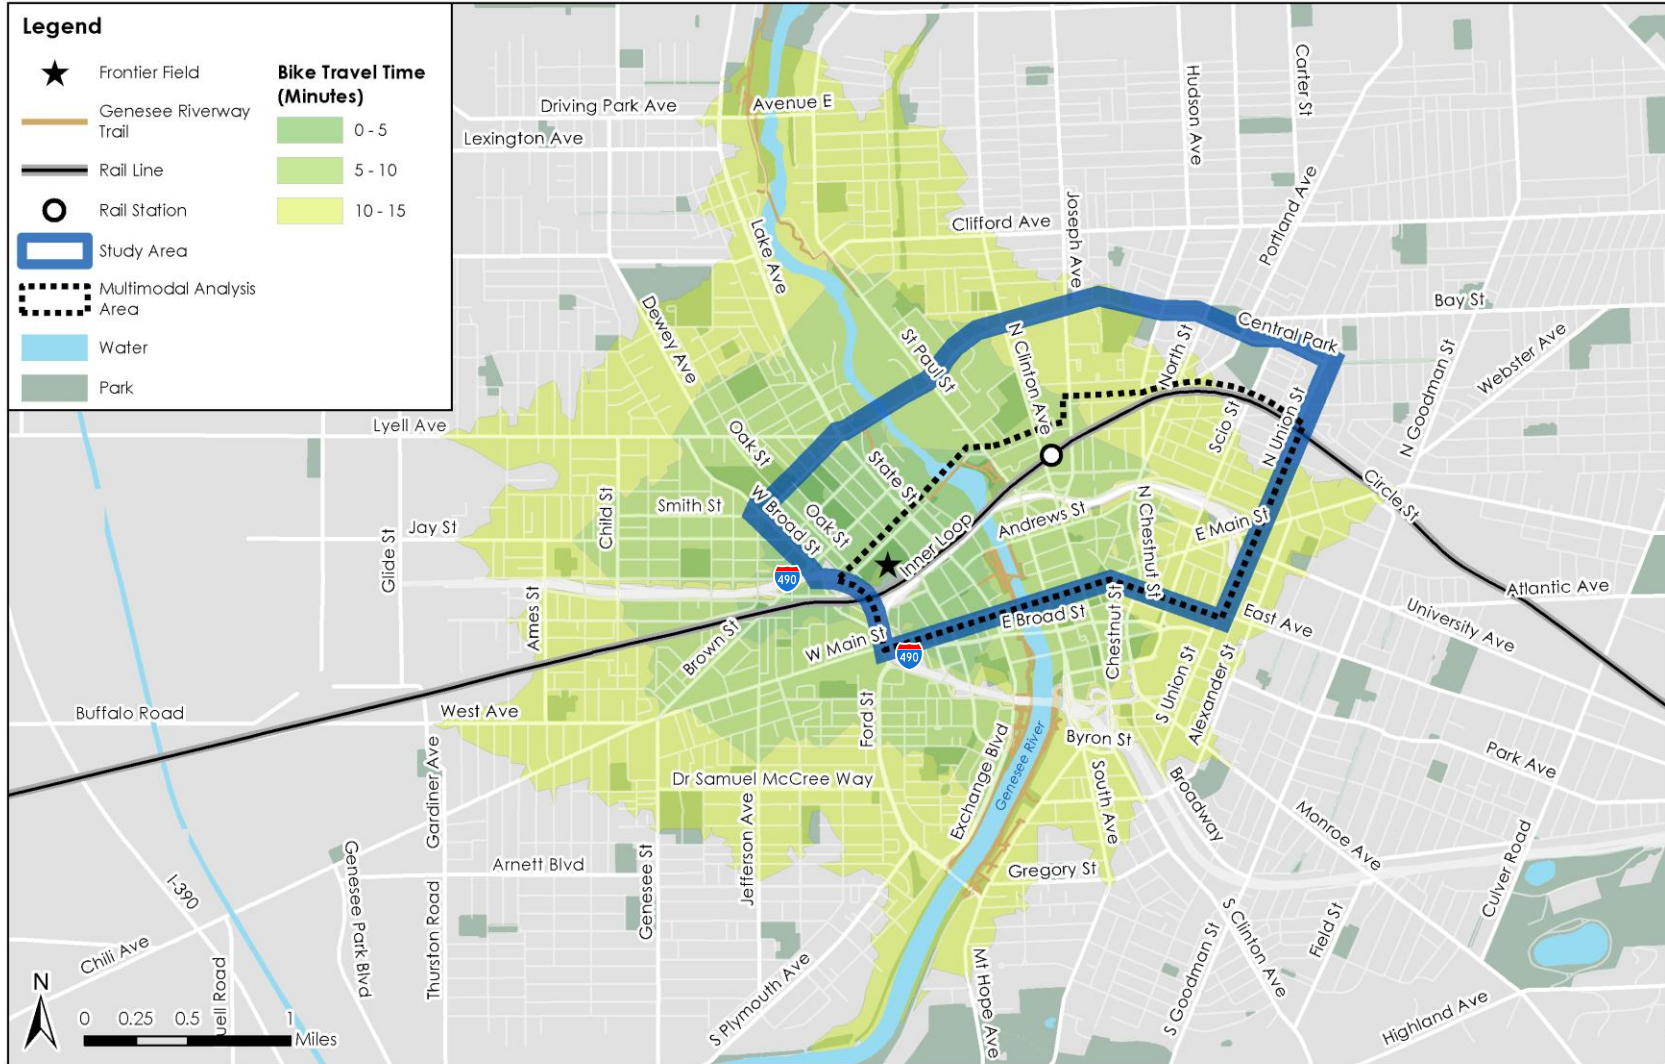 Legend
Frontier Field
Genesee Riverway
Trail
Rail Line
Rail Station
Study Area
Multimodal Analysis
Area
Water
Park
Bike Travel Time
(Minutes)
0 - 5
5 - 10
10 - 15
Driving Park Ave
Avenue E
Lexington Ave
Hudson Ave
Carter St
Portland Ave
Joseph Ave
Clifford Ave
Lake Ave
Dewey Ave
St Paul St
N Clinton Ave
North St
Central Park
Bay St
Webster Ave
N Goodman St
N Union St
Scio St
Lyell Ave
Oak St
State St
W Broad St
Oak St
Smith St
Child St
Jay St
Glide St
Inner Loop
Andrews St
N Chestnut St
E Main St
Circle St
490
Ames St
Brown St
W Main St
490
E Broad St
Chestnut St
East Ave
University Ave
Atlantic Ave
S Union St
Alexander St
Buffalo Road
West Ave
Ford St
Exchange Blvd
Genesee River
Byron St
South Ave
Broadway
Park Ave
Monroe Ave
Culver Road
Gardiner Ave
Dr Samuel McCree Way
Jefferson Ave
Arnett Blvd
Genesee St
Genesee Park Blvd
Thurston Road
I-390
Chili Ave
uell Road
Gregory St
S Plymouth Ave
Mt Hope Ave
S Goodman St
S Clinton Ave
Field St
Highland Ave
N
0 0.25 0.5 1
Miles